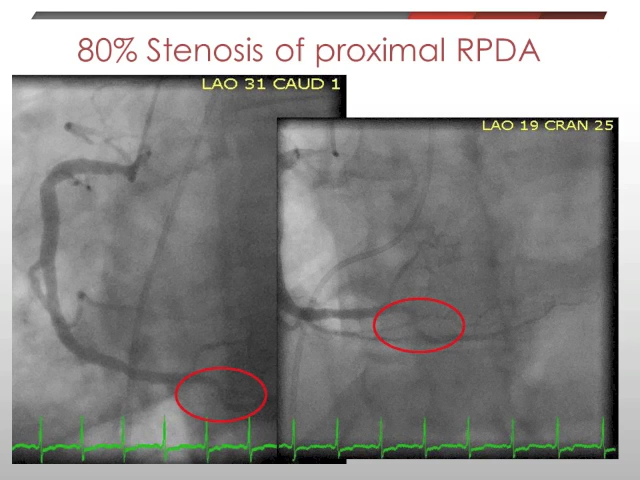 80% Stenosis of proximal RPDA
LAO 31 CAUD 1
LAO 19 CRAN 25